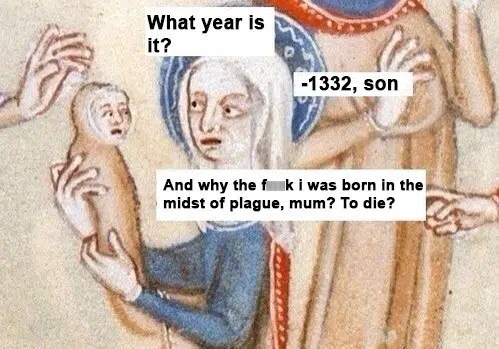 What year is
it?
-1332, son
And why the f▒▒k i was born in the
midst of plague, mum? To die?